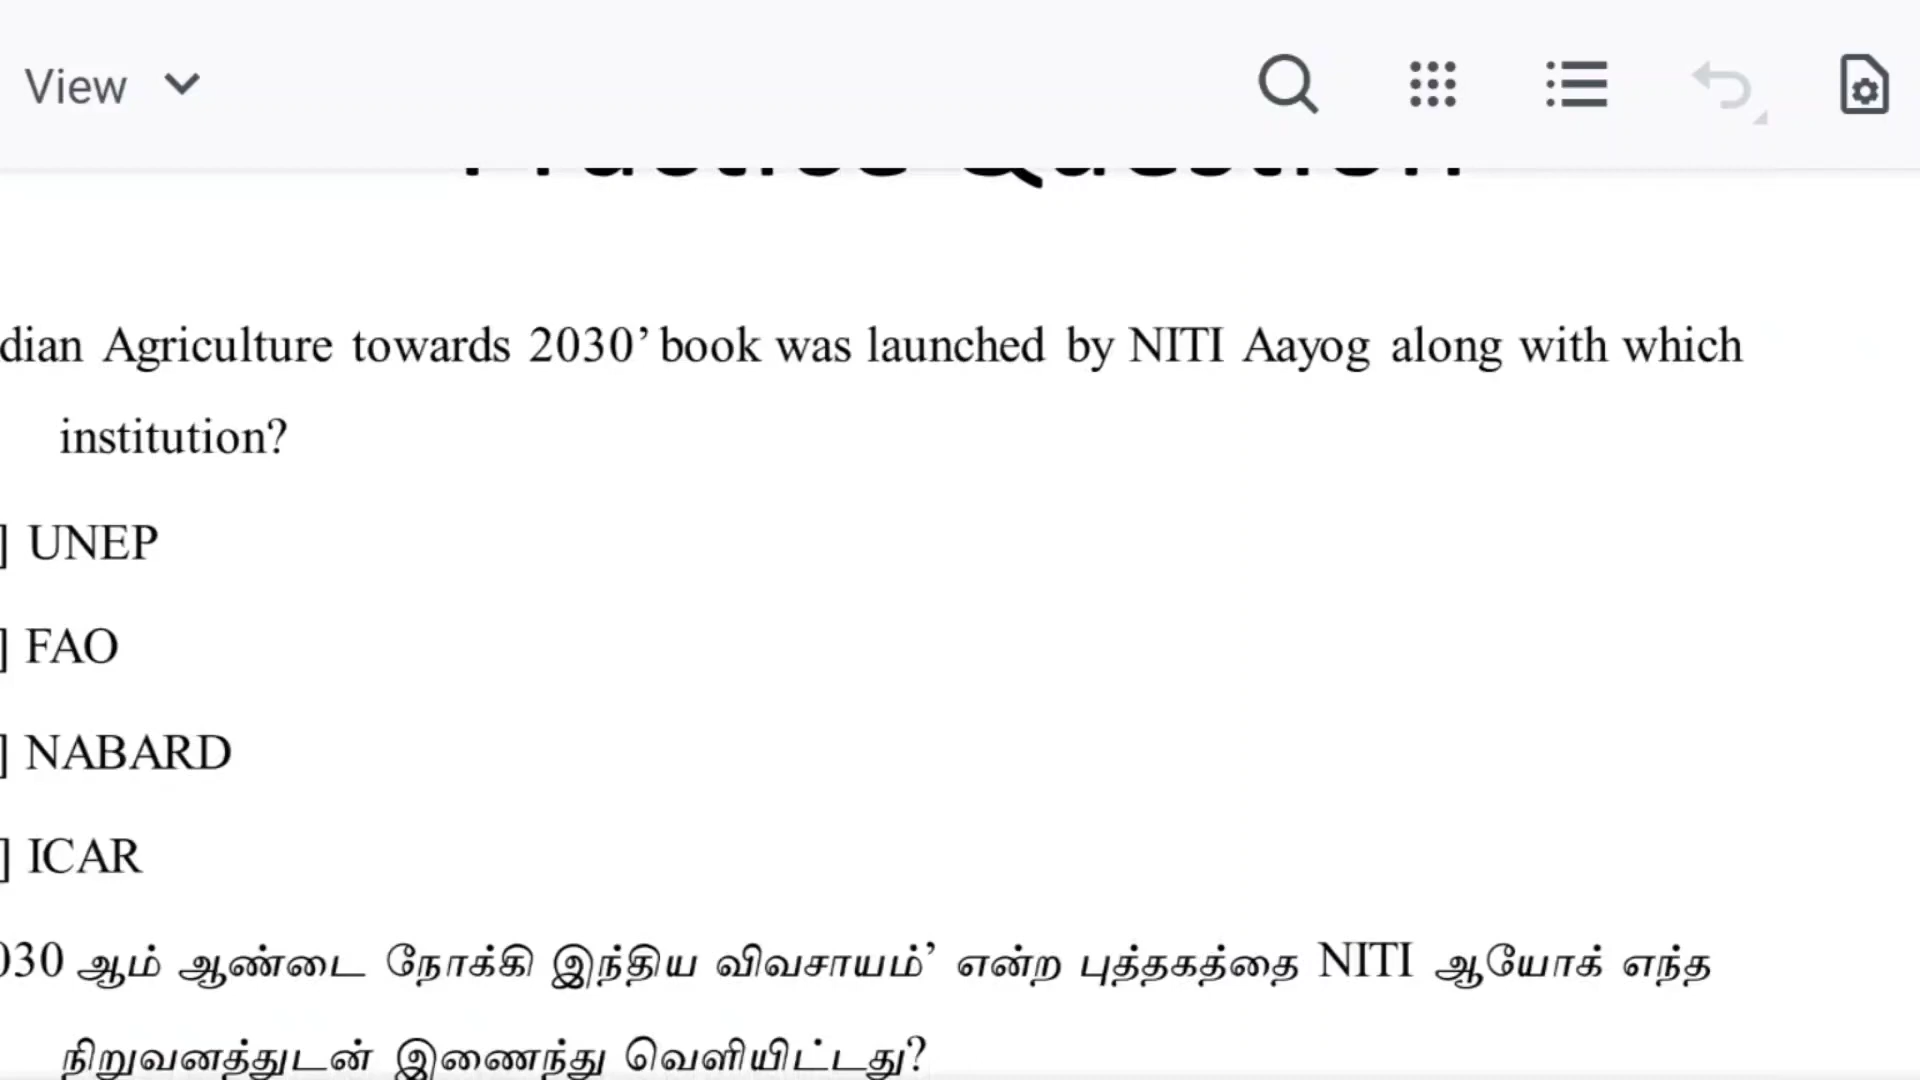 View
dian Agriculture towards 2030’ book was launched by NITI Aayog along with which
institution?
] UNEP
] FAO
] NABARD
] ICAR
030 ஆம் ஆண்டை நோக்கி இந்திய விவசாயம்’ என்ற புத்தகத்தை NITI ஆயோக் எந்த
நிறுவனத்துடன் இணைந்து வெளியிட்டது?